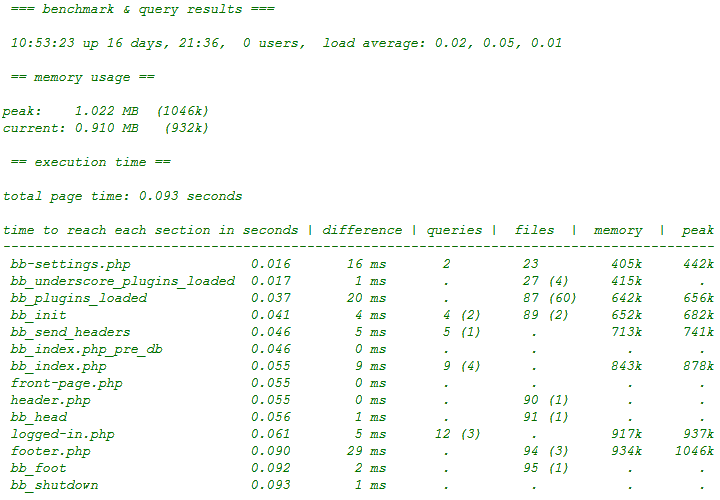 === benchmark & query results ===
10:53:23 up 16 days, 21:36,  0 users,  load average: 0.02, 0.05, 0.01
== memory usage ==
peak:    1.022 MB  (1046k)
current: 0.910 MB   (932k)
== execution time ==
total page time: 0.093 seconds
time to reach each section in seconds | difference | queries |  files  |  memory  |  peak
--------------------------------------------------------------------------------------
bb-settings.php               0.016         16 ms       2         23         405k     442k
bb_underscore_plugins_loaded  0.017          1 ms       .         27 (4)     415k       .
bb_plugins_loaded             0.037         20 ms       .         87 (60)    642k     656k
bb_init                       0.041          4 ms       4 (2)     89 (2)     652k     682k
bb_send_headers               0.046          5 ms       5 (1)      .         713k     741k
bb_index.php_pre_db           0.046          0 ms       .          .           .        .
bb_index.php                  0.055          9 ms       9 (4)      .         843k     878k
front-page.php                0.055          0 ms       .          .           .        .
header.php                    0.055          0 ms       .         90 (1)       .        .
bb_head                       0.056          1 ms       .         91 (1)       .        .
logged-in.php                 0.061          5 ms      12 (3)      .         917k     937k
footer.php                    0.090         29 ms       .         94 (3)     934k    1046k
bb_foot                       0.092          2 ms       .         95 (1)       .        .
bb_shutdown                   0.093          1 ms       .          .           .        .